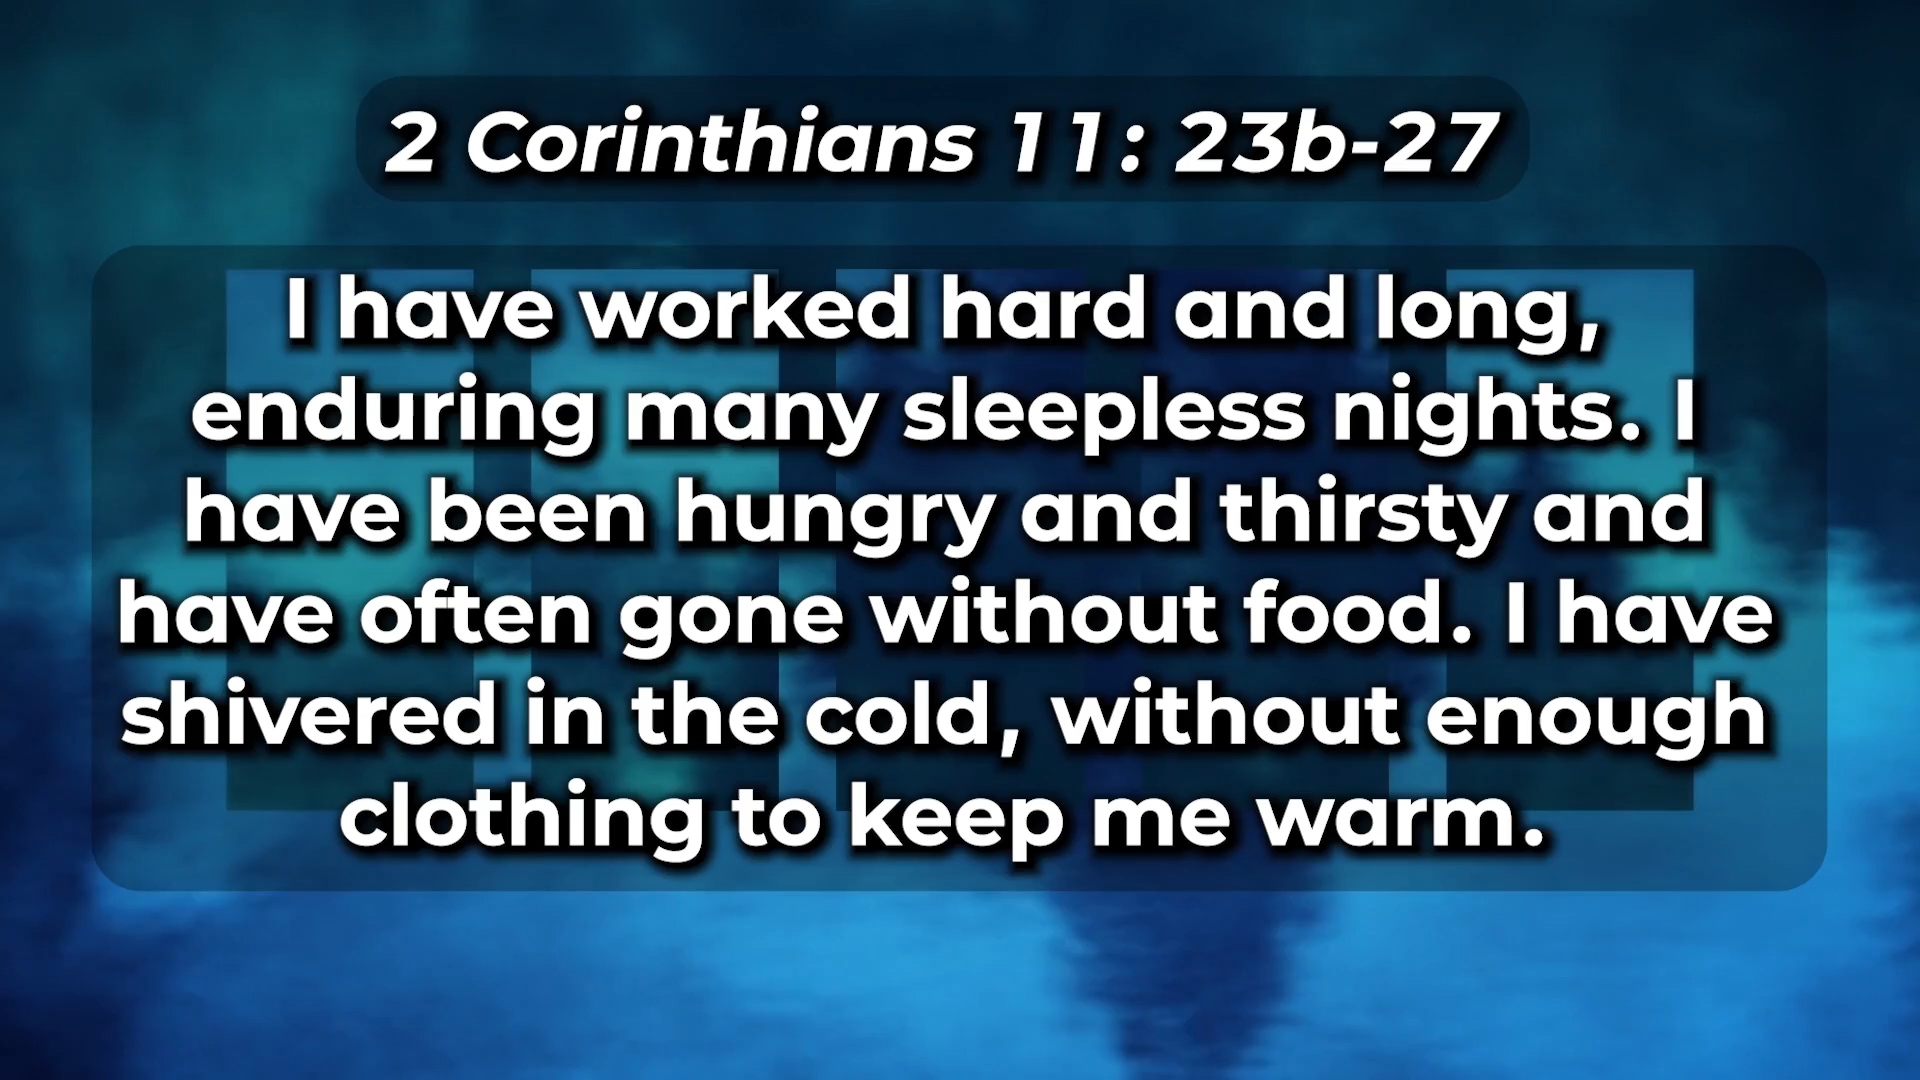 2 Corinthians 11: 23b-27
I have worked hard and long,
enduring many sleepless nights. I
have been hungry and thirsty and
have often gone without food. I have
shivered in the cold, without enough
clothing to keep me warm.